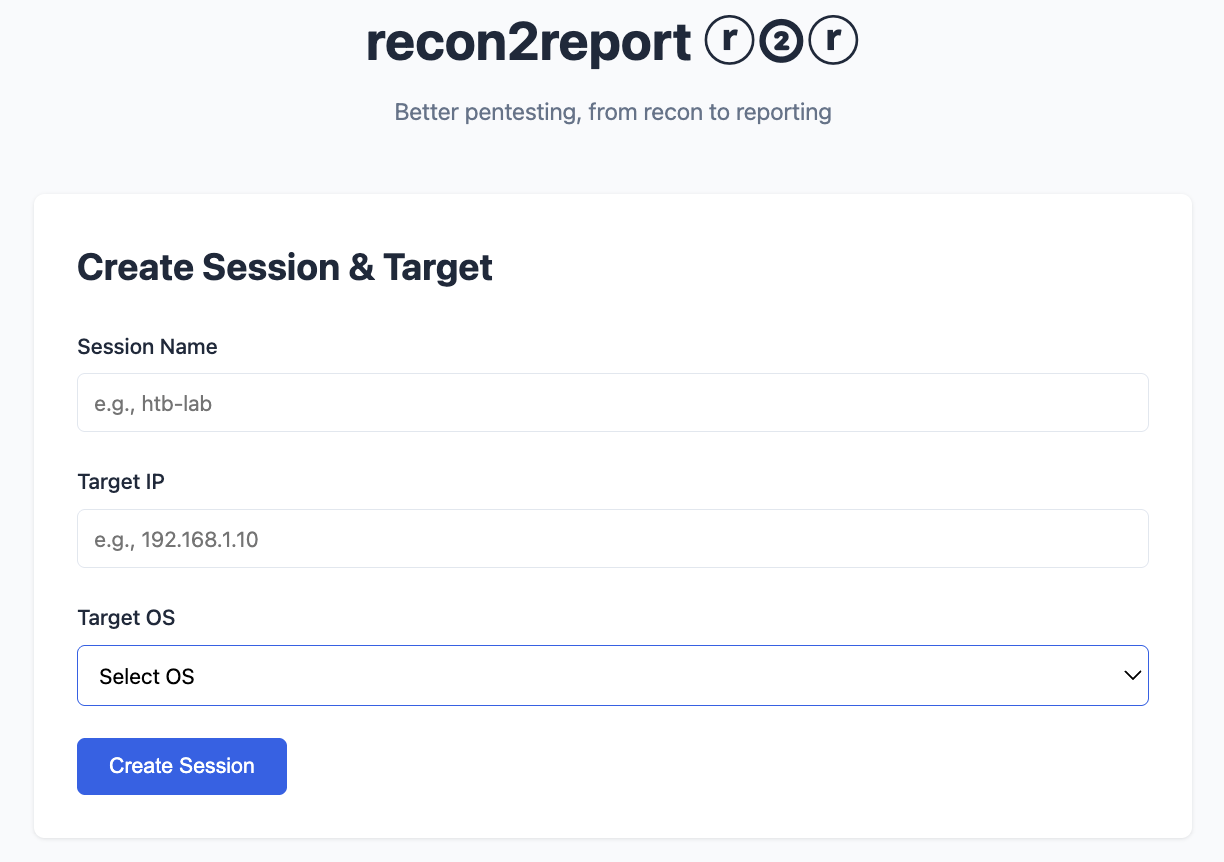 recon2report ⓡ❷ⓡ
Better pentesting, from recon to reporting
Create Session & Target
Session Name
e.g., htb-lab
Target IP
e.g., 192.168.1.10
Target OS
Select OS
Create Session